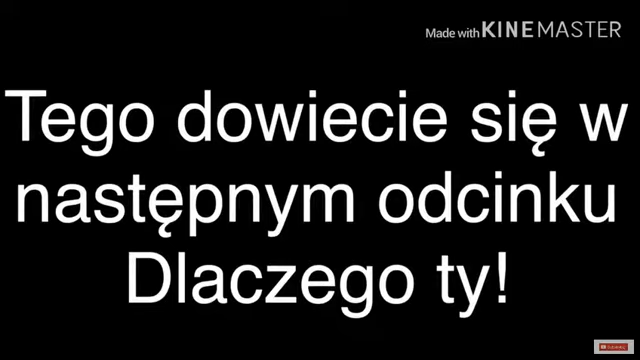 Made with KINEMASTER
Tego dowiecie się w
następnym odcinku
Dlaczego ty!